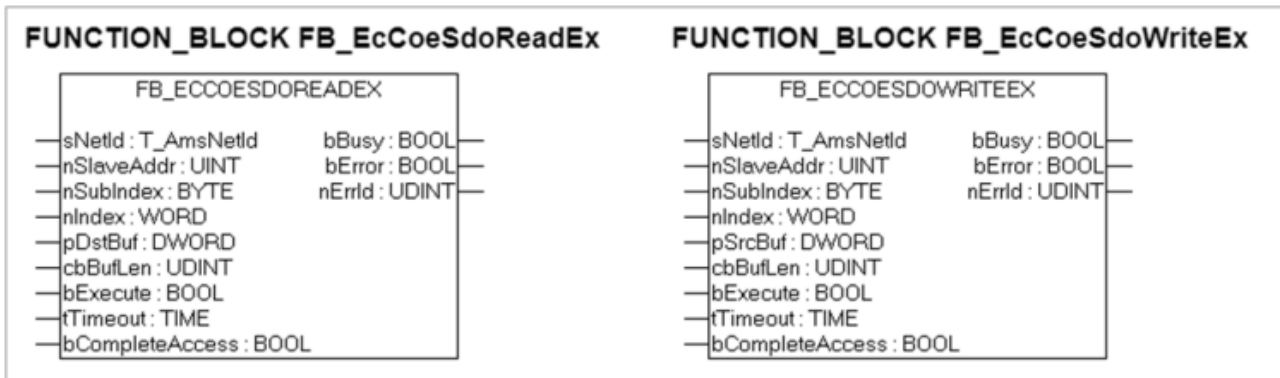 FUNCTION_BLOCK FB_EcCoeSdoReadEx
FB_ECCOESDOREADEX
sNetId : T_AmsNetId bBusy : BOOL
nSlaveAddr : UINT bError : BOOL
nSubIndex : BYTE nErrId : UDINT
nIndex : WORD
pDstBuf : DWORD
cbBufLen : UDINT
bExecute : BOOL
tTimeout : TIME
bCompleteAccess : BOOL
FUNCTION_BLOCK FB_EcCoeSdoWriteEx
FB_ECCOESDOWRITEEX
sNetId : T_AmsNetId bBusy : BOOL
nSlaveAddr : UINT bError : BOOL
nSubIndex : BYTE nErrId : UDINT
nIndex : WORD
pSrcBuf : DWORD
cbBufLen : UDINT
bExecute : BOOL
tTimeout : TIME
bCompleteAccess : BOOL